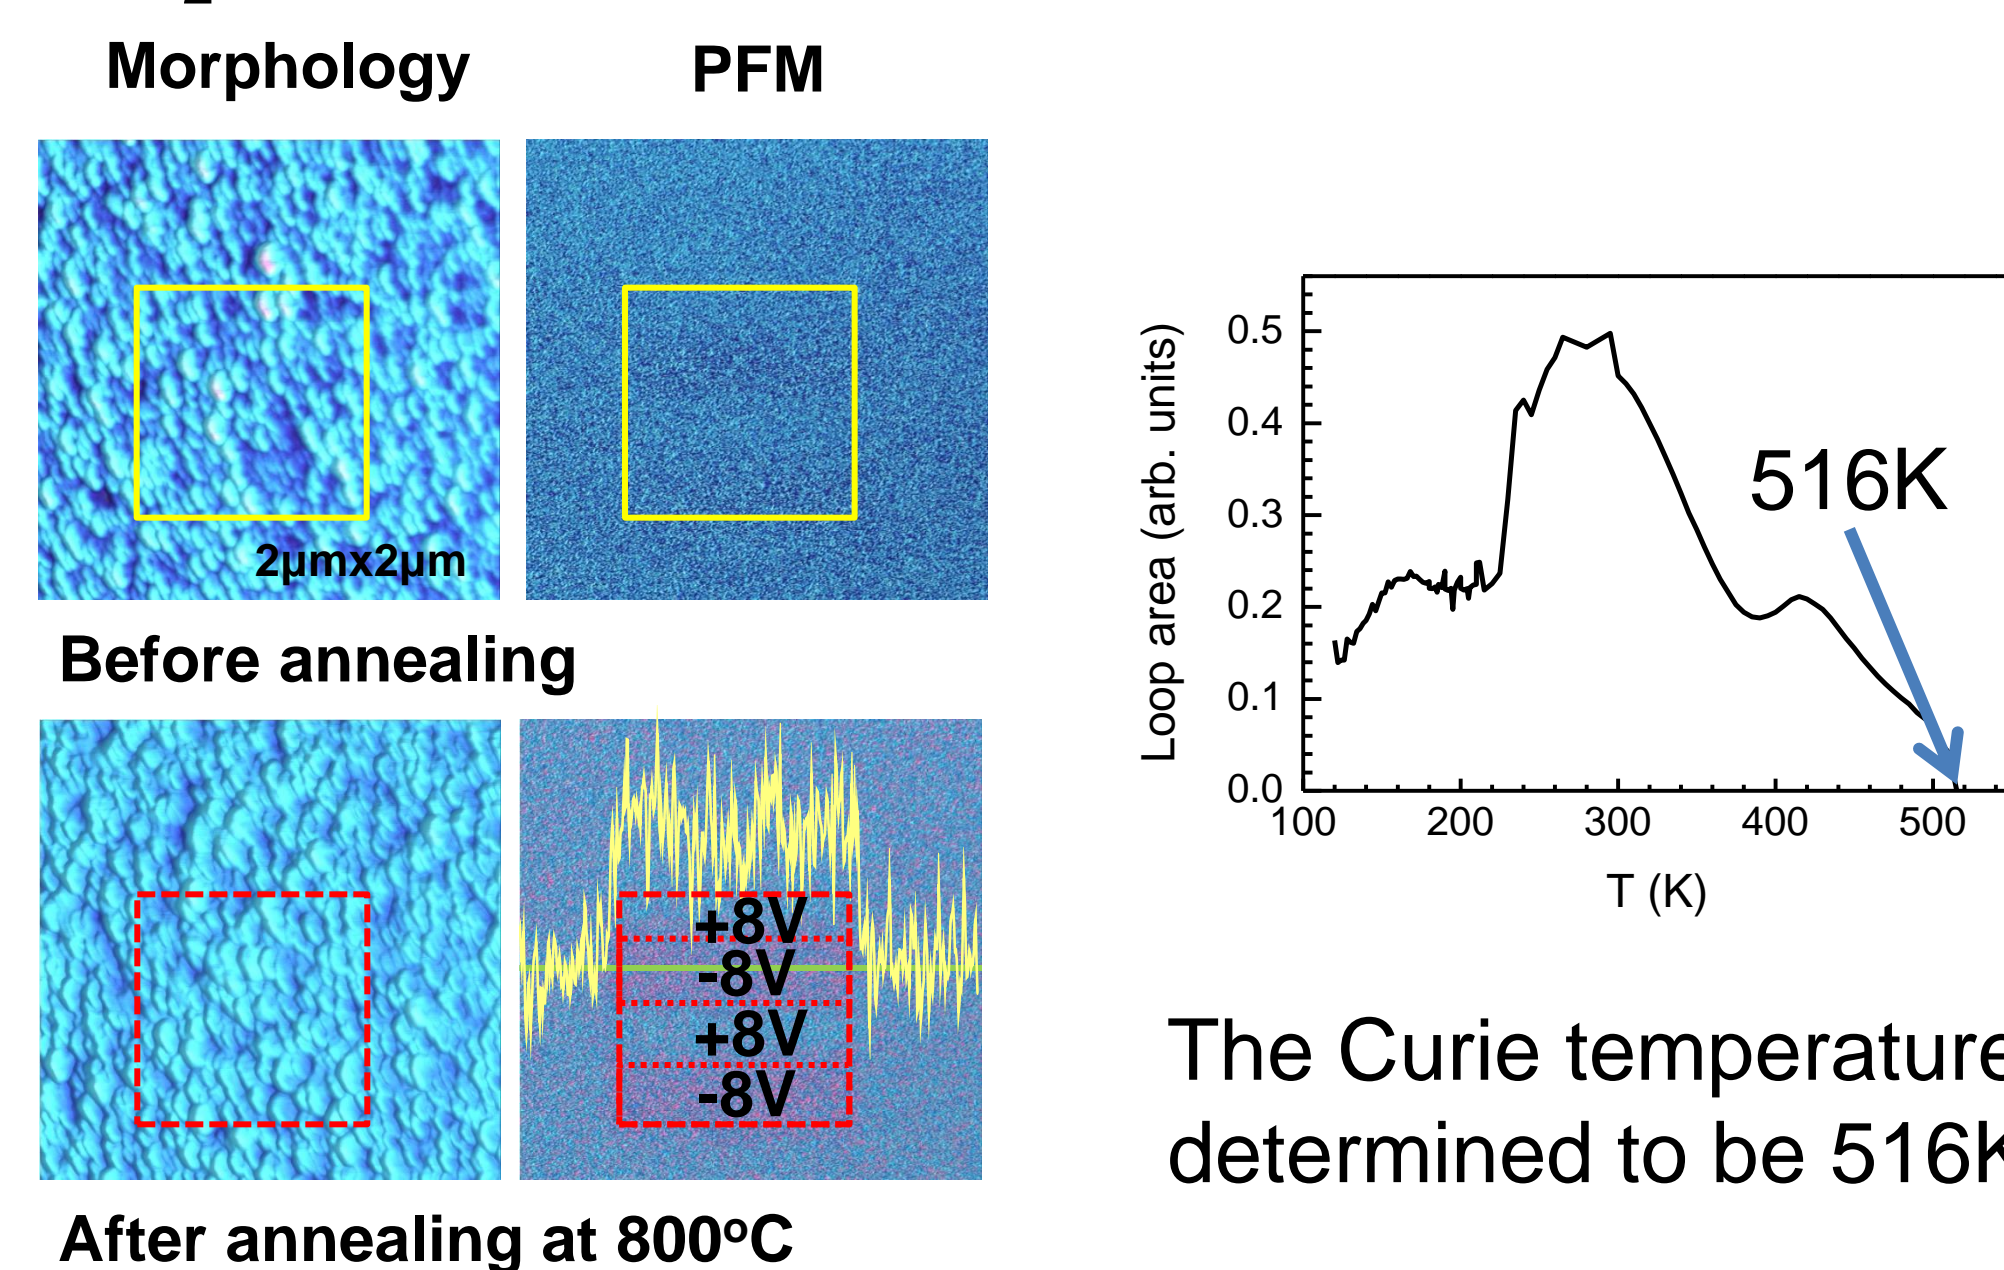 Morphology
PFM
2µmx2µm
Before annealing
+8V
-8V
+8V
-8V
After annealing at 800ºC
Loop area (arb. units)
0.5
0.4
0.3
0.2
0.1
0.0
100 200 300 400 500
T (K)
516K
The Curie temperature
determined to be 516K